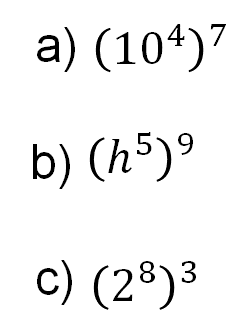 a) (10⁴)⁷
b) (h⁵)⁹
c) (2⁸)³